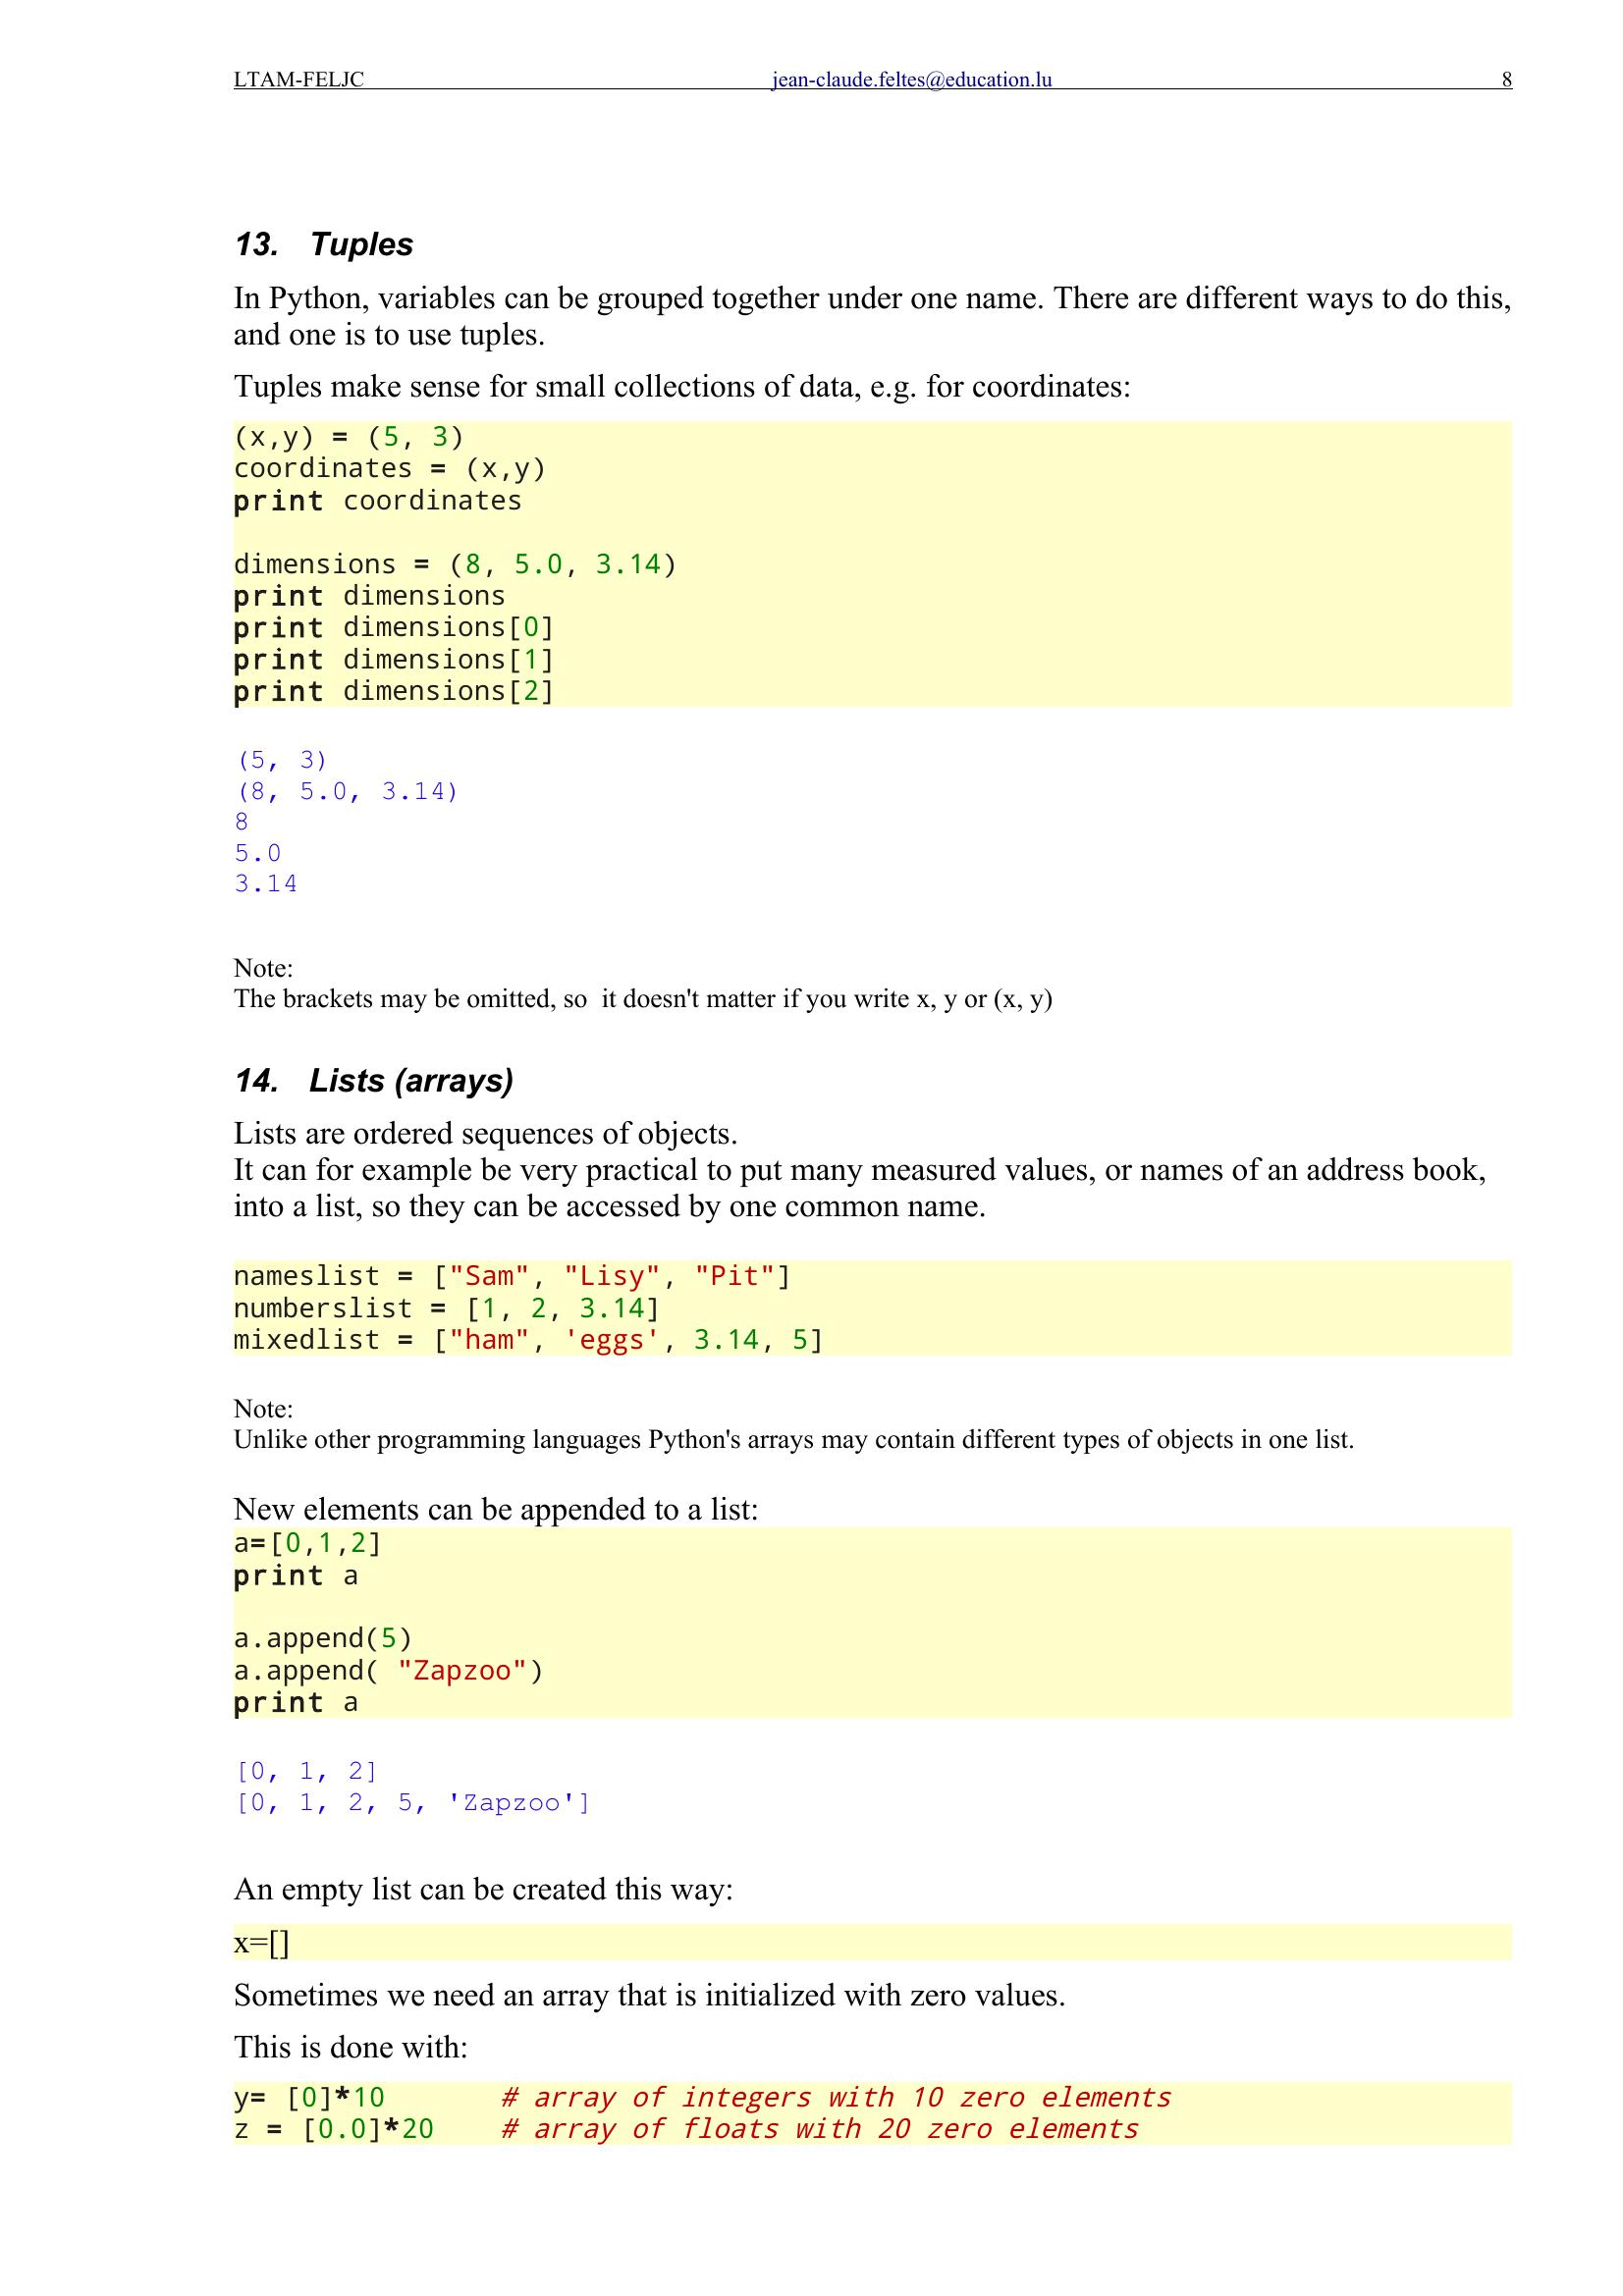 LTAM-FELJC jean-claude.feltes@education.lu 8
13. Tuples
In Python, variables can be grouped together under one name. There are different ways to do this,
and one is to use tuples.
Tuples make sense for small collections of data, e.g. for coordinates:
(x,y) = (5, 3)
coordinates = (x,y)
print coordinates
dimensions = (8, 5.0, 3.14)
print dimensions
print dimensions[0]
print dimensions[1]
print dimensions[2]
(5, 3)
(8, 5.0, 3.14)
8
5.0
3.14
Note:
The brackets may be omitted, so  it doesn't matter if you write x, y or (x, y)
14. Lists (arrays)
Lists are ordered sequences of objects.
It can for example be very practical to put many measured values, or names of an address book,
into a list, so they can be accessed by one common name.
nameslist = ["Sam", "Lisy", "Pit"]
numberslist = [1, 2, 3.14]
mixedlist = ["ham", 'eggs', 3.14, 5]
Note:
Unlike other programming languages Python's arrays may contain different types of objects in one list.
New elements can be appended to a list:
a=[0,1,2]
print a
a.append(5)
a.append( "Zapzoo")
print a
[0, 1, 2]
[0, 1, 2, 5, 'Zapzoo']
An empty list can be created this way:
x=[]
Sometimes we need an array that is initialized with zero values.
This is done with:
y= [0]*10       # array of integers with 10 zero elements
z = [0.0]*20    # array of floats with 20 zero elements